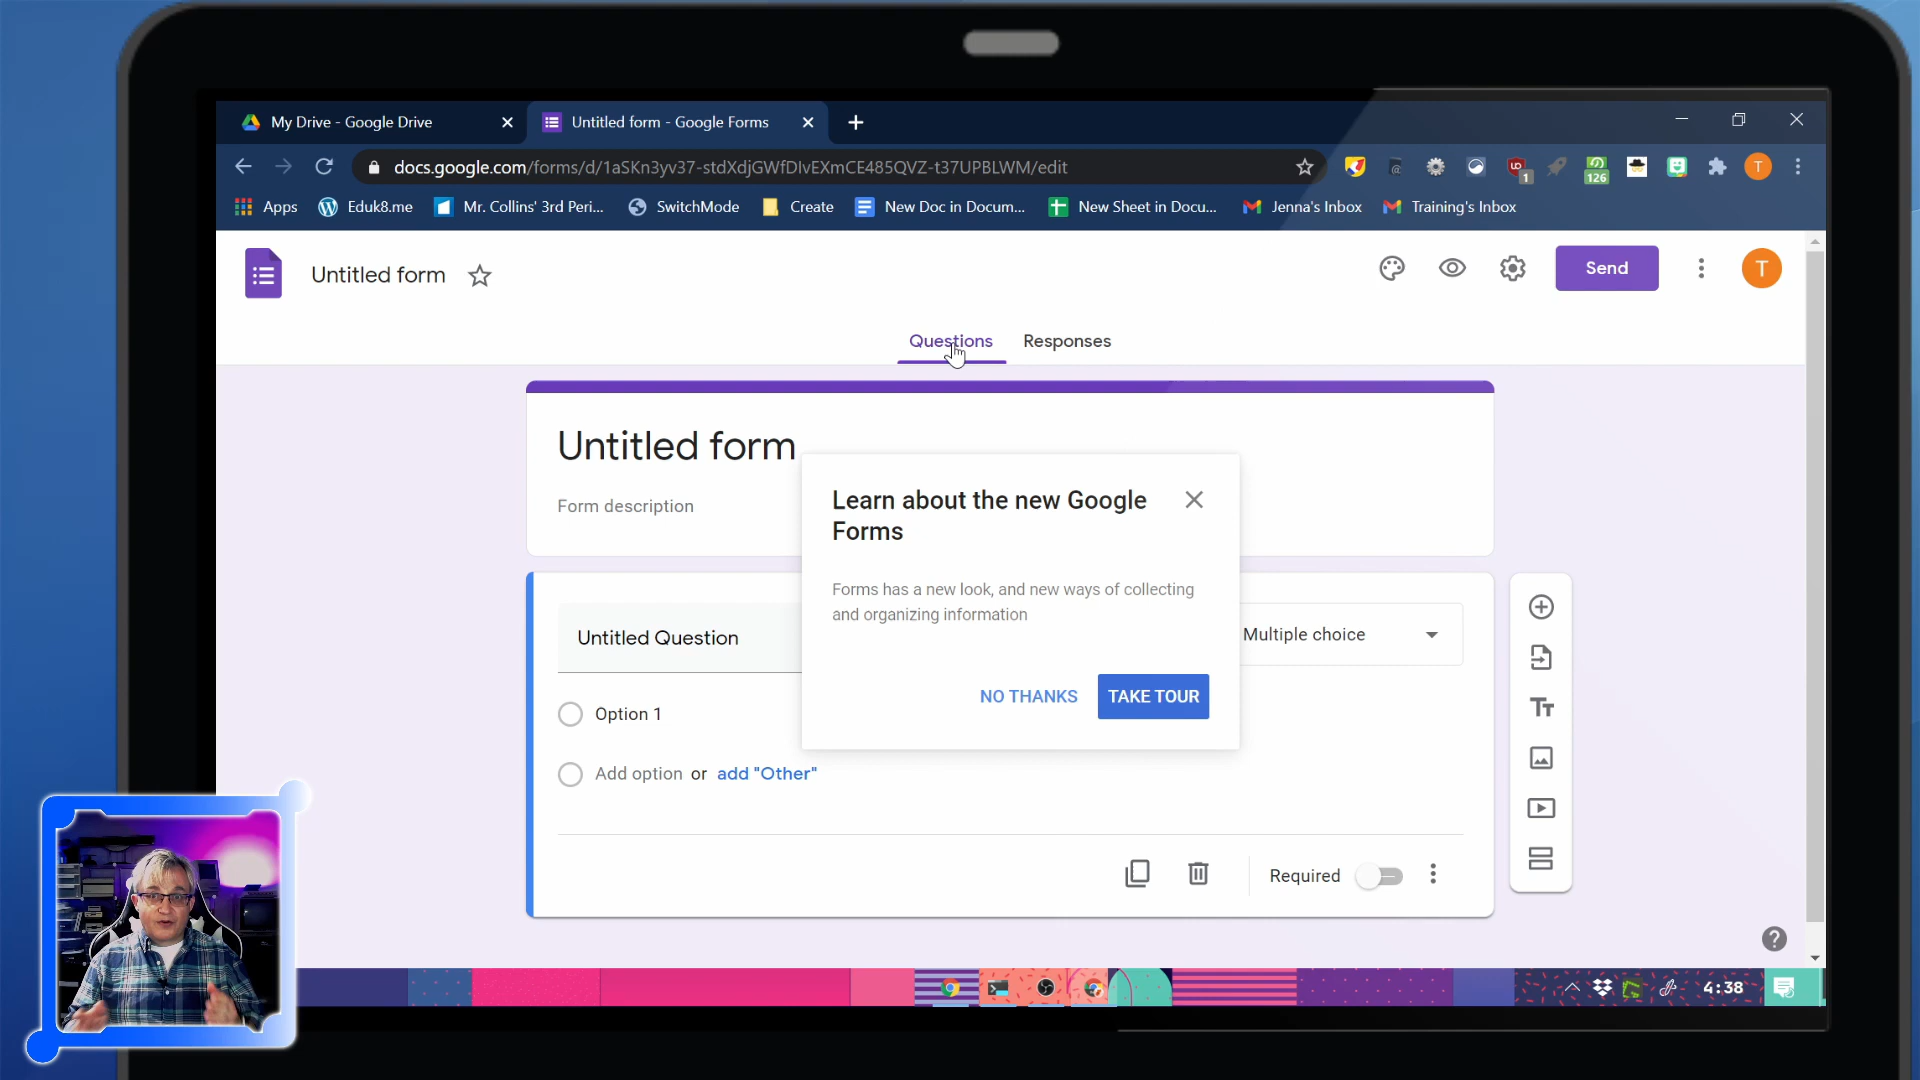 My Drive - Google Drive
Untitled form - Google Forms
docs.google.com/forms/d/1aSKn3yv37-stdXdjGWfDIvEXmCE485QVZ-t37UPBLWM/edit
1
126
T
Apps
Eduk8.me
Mr. Collins' 3rd Peri...
SwitchMode
Create
New Doc in Docum...
New Sheet in Docu...
Jenna's Inbox
Training's Inbox
Untitled form
Send
T
Questions
Responses
Untitled form
Form description
Learn about the new Google
Forms
Forms has a new look, and new ways of collecting
and organizing information
NO THANKS
TAKE TOUR
Untitled Question
Multiple choice
Option 1
Add option or add "Other"
Required
4:38